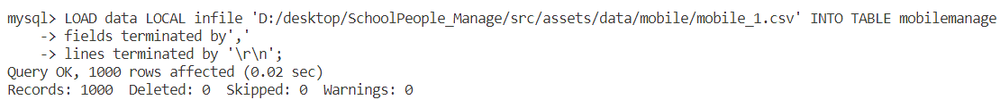 mysql> LOAD data LOCAL infile 'D:/desktop/SchoolPeople_Manage/src/assets/data/mobile/mobile_1.csv' INTO TABLE mobilemanage
    -> fields terminated by','
    -> lines terminated by '\r\n';
Query OK, 1000 rows affected (0.02 sec)
Records: 1000  Deleted: 0  Skipped: 0  Warnings: 0